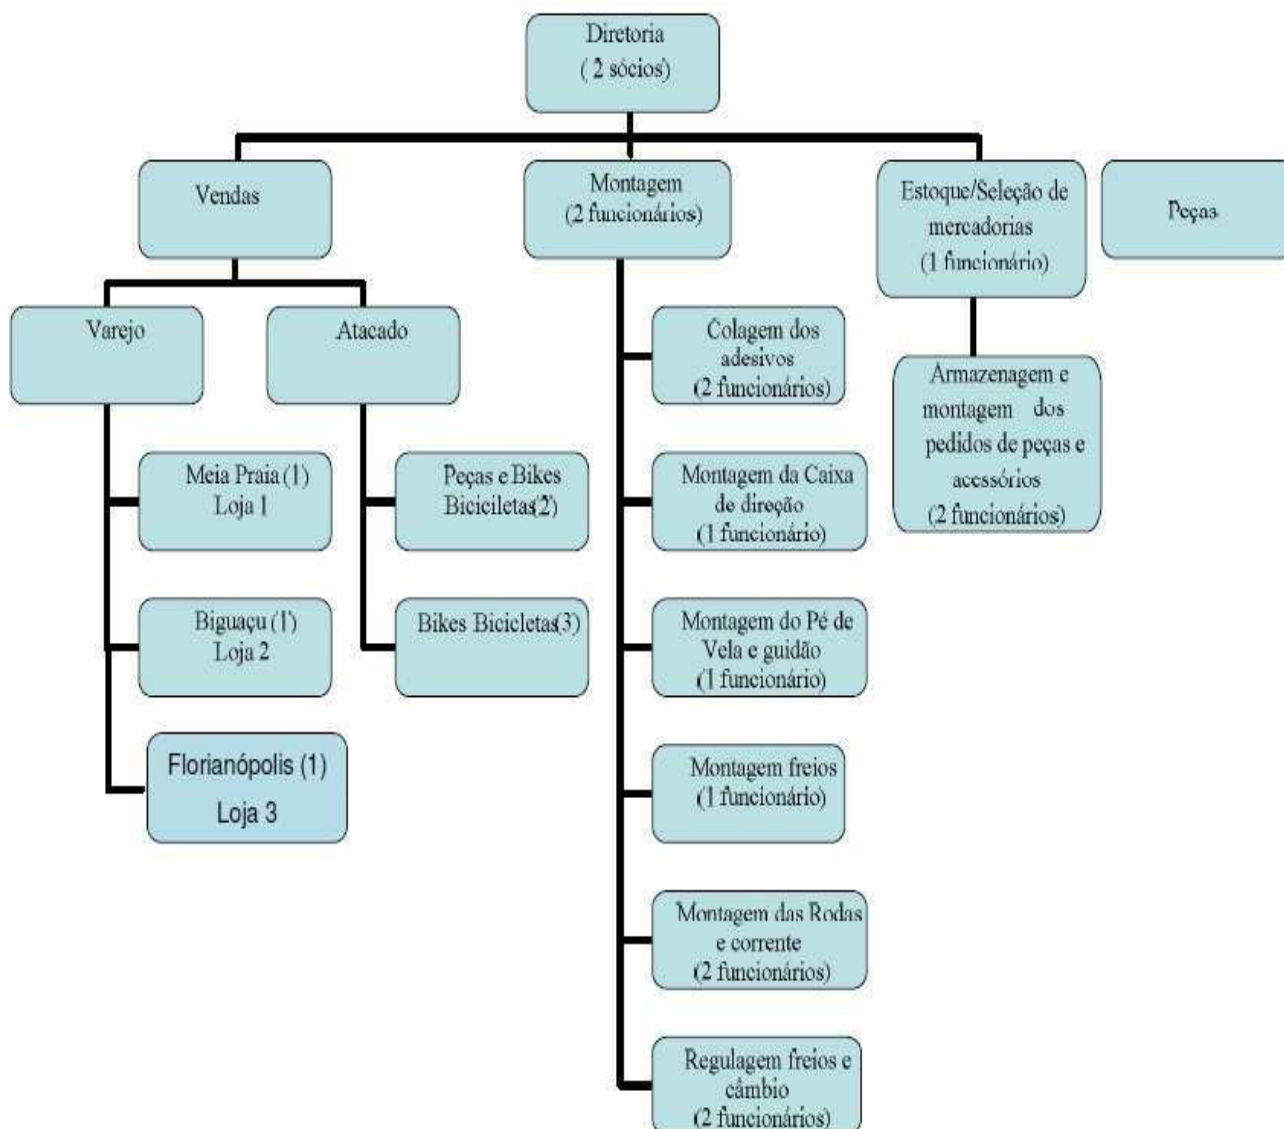 Diretoria
( 2 sócios)
Vendas
Montagem
(2 funcionários)
Estoque/Seleção de
mercadorias
(1 funcionário)
Peças
Varejo
Atacado
Meia Praia (1)
Loja 1
Biguaçu (1)
Loja 2
Florianópolis (1)
Loja 3
Peças e Bikes
Biciciletas(2)
Bikes Bicicletas(3)
Colagem dos
adesivos
(2 funcionários)
Montagem da Caixa
de direção
(1 funcionário)
Montagem do Pé de
Vela e guidão
(1 funcionário)
Montagem freios
(1 funcionário)
Montagem das Rodas
e corrente
(2 funcionários)
Regulagem freios e
câmbio
(2 funcionários)
Armazenagem e
montagem dos
pedidos de peças e
acessórios
(2 funcionários)